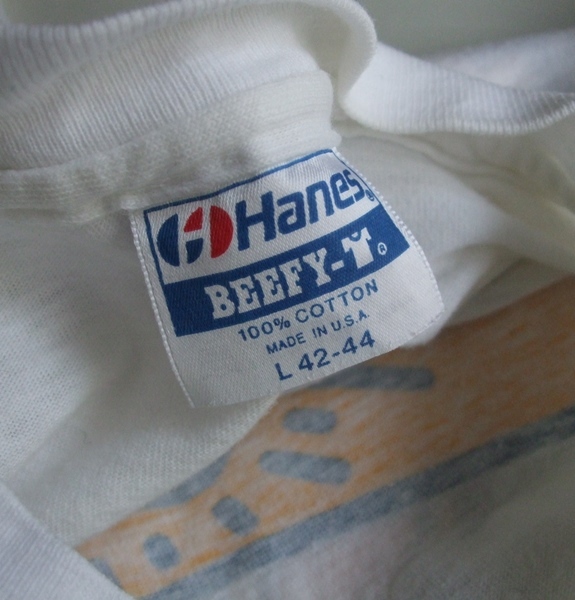 Hanes®
BEEFY-T®
100% COTTON
MADE IN U.S.A.
L 42-44